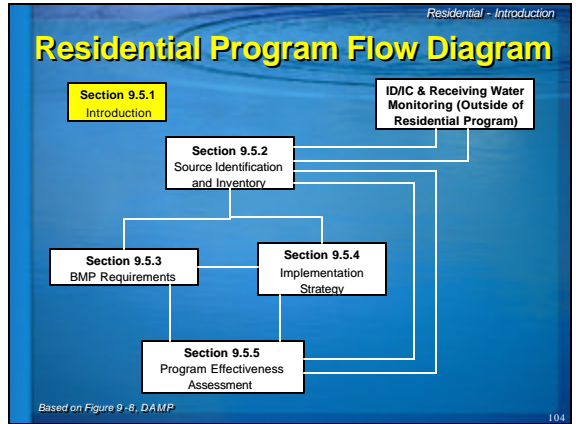 Residential - Introduction
Residential Program Flow Diagram
Section 9.5.1
Introduction
ID/IC & Receiving Water
Monitoring (Outside of
Residential Program)
Section 9.5.2
Source Identification
and Inventory
Section 9.5.3
BMP Requirements
Section 9.5.4
Implementation
Strategy
Section 9.5.5
Program Effectiveness
Assessment
Based on Figure 9-8, DAMP
104